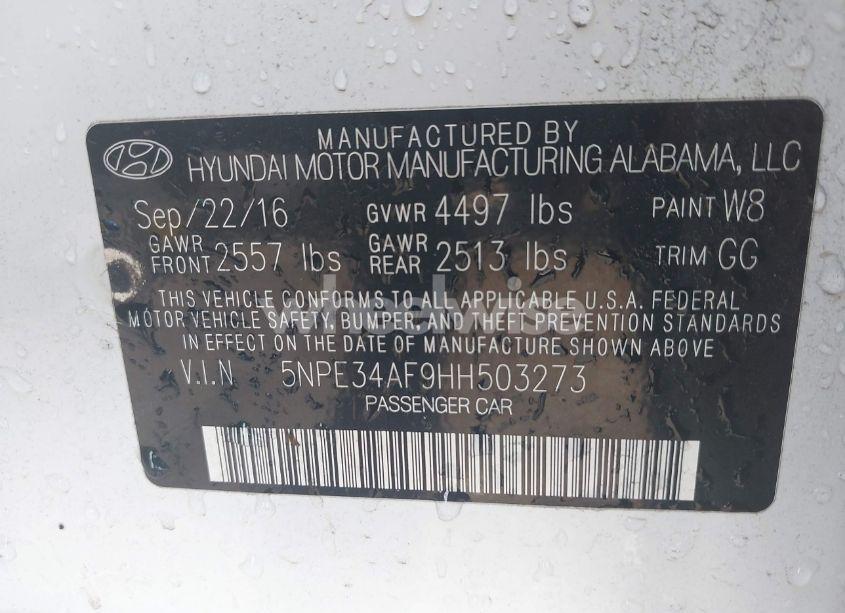 MANUFACTURED BY
HYUNDAI MOTOR MANUFACTURING ALABAMA, LLC
Sep/22/16 GVWR 4497 lbs PAINT W8
GAWR FRONT 2557 lbs GAWR REAR 2513 lbs TRIM GG
THIS VEHICLE CONFORMS TO ALL APPLICABLE U.S.A. FEDERAL
MOTOR VEHICLE SAFETY, BUMPER, AND THEFT PREVENTION STANDARDS
IN EFFECT ON THE DATE OF MANUFACTURE SHOWN ABOVE
V.I.N 5NPE34AF9HH503273
PASSENGER CAR
wheelwise